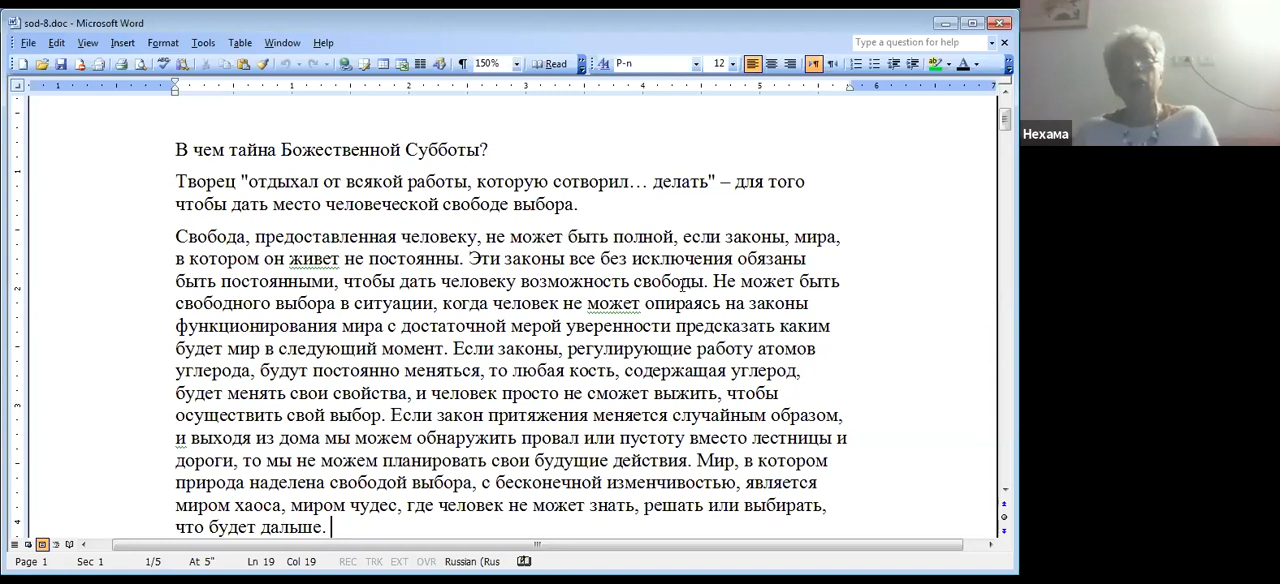 sod-8.doc - Microsoft Word
File Edit View Insert Format Tools Table Window Help
Type a question for help
150% Read P-n 12
1 1 2 3 4 5 6 7
В чем тайна Божественной Субботы?
Творец "отдыхал от всякой работы, которую сотворил… делать" – для того
чтобы дать место человеческой свободе выбора.
Свобода, предоставленная человеку, не может быть полной, если законы, мира,
в котором он живет не постоянны. Эти законы все без исключения обязаны
быть постоянными, чтобы дать человеку возможность свободы. Не может быть
свободного выбора в ситуации, когда человек не может опираясь на законы
функционирования мира с достаточной мерой уверенности предсказать каким
будет мир в следующий момент. Если законы, регулирующие работу атомов
углерода, будут постоянно меняться, то любая кость, содержащая углерод,
будет менять свои свойства, и человек просто не сможет выжить, чтобы
осуществить свой выбор. Если закон притяжения меняется случайным образом,
и выходя из дома мы можем обнаружить провал или пустоту вместо лестницы и
дороги, то мы не можем планировать свои будущие действия. Мир, в котором
природа наделена свободой выбора, с бесконечной изменчивостью, является
миром хаоса, миром чудес, где человек не может знать, решать или выбирать,
что будет дальше.
Page 1 Sec 1 1/5 At 5" Ln 19 Col 19 REC TRK EXT OVR Russian (Rus
Нехама